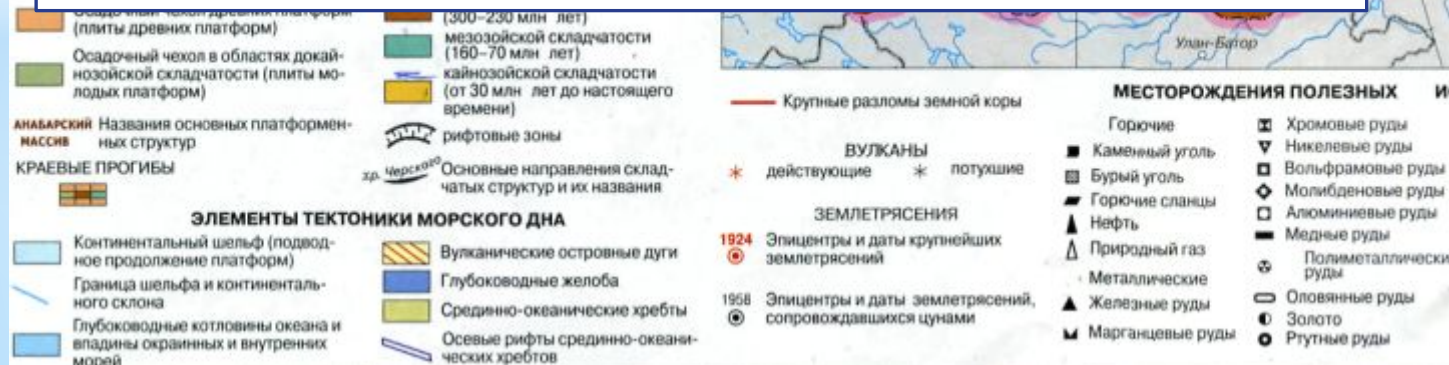 Осадочный чехол древних платформ
(плиты древних платформ)
Осадочный чехол в областях докай-
нозойской складчатости (плиты мо-
лодых платформ)
АНАБАРСКИЙ
МАССИВ
Названия основных платформен-
ных структур
КРАЕВЫЕ ПРОГИБЫ
(300–230 млн лет)
мезозойской складчатости
(160–70 млн лет)
кайнозойской складчатости
(от 30 млн лет до настоящего
времени)
рифтовые зоны
хр. Черского
Основные направления склад-
чатых структур и их названия
ЭЛЕМЕНТЫ ТЕКТОНИКИ МОРСКОГО ДНА
Континентальный шельф (подвод-
ное продолжение платформ)
Граница шельфа и континенталь-
ного склона
Глубоководные котловины океана и
впадины окраинных и внутренних
морей
Вулканические островные дуги
Глубоководные желоба
Срединно-океанические хребты
Осевые рифты срединно-океани-
ческих хребтов
Улан-Батор
Крупные разломы земной коры
ВУЛКАНЫ
действующие
потухшие
ЗЕМЛЕТРЯСЕНИЯ
1924
Эпицентры и даты крупнейших
землетрясений
1958
Эпицентры и даты землетрясений,
сопровождавшихся цунами
МЕСТОРОЖДЕНИЯ ПОЛЕЗНЫХ
Горючие
Каменный уголь
Бурый уголь
Горючие сланцы
Нефть
Природный газ
Металлические
Железные руды
Марганцевые руды
Хромовые руды
Никелевые руды
Вольфрамовые руды
Молибденовые руды
Алюминиевые руды
Медные руды
Полиметаллически
руды
Оловянные руды
Золото
Ртутные руды